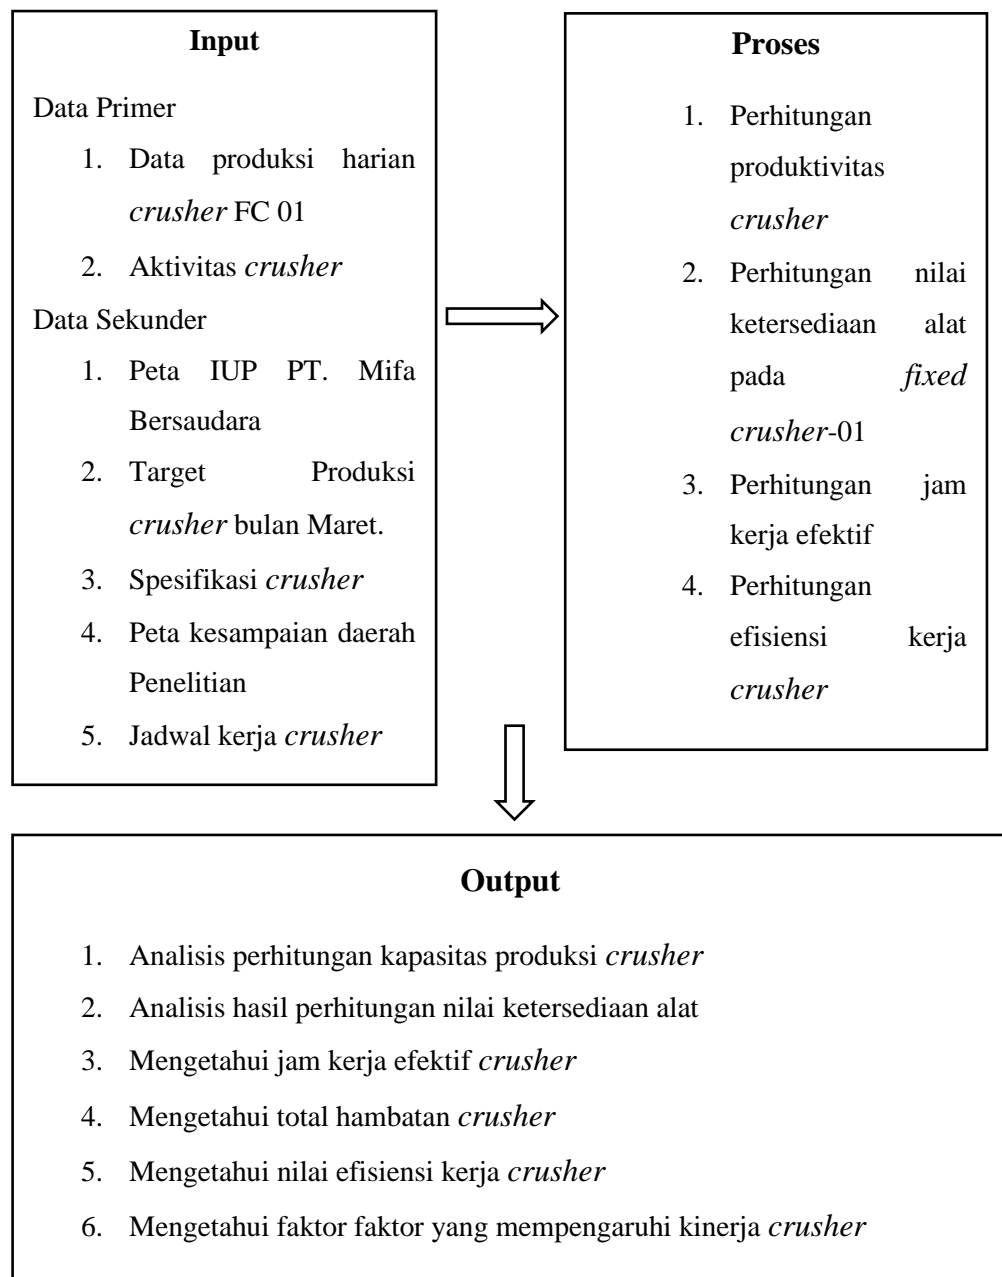 Input
Data Primer
1. Data produksi harian
crusher FC 01
2. Aktivitas crusher
Data Sekunder
1. Peta IUP PT. Mifa
Bersaudara
2. Target Produksi
crusher bulan Maret.
3. Spesifikasi crusher
4. Peta kesampaian daerah
Penelitian
5. Jadwal kerja crusher
Proses
1. Perhitungan
produktivitas
crusher
2. Perhitungan nilai
ketersediaan alat
pada fixed
crusher-01
3. Perhitungan jam
kerja efektif
4. Perhitungan
efisiensi kerja
crusher
Output
1. Analisis perhitungan kapasitas produksi crusher
2. Analisis hasil perhitungan nilai ketersediaan alat
3. Mengetahui jam kerja efektif crusher
4. Mengetahui total hambatan crusher
5. Mengetahui nilai efisiensi kerja crusher
6. Mengetahui faktor faktor yang mempengaruhi kinerja crusher